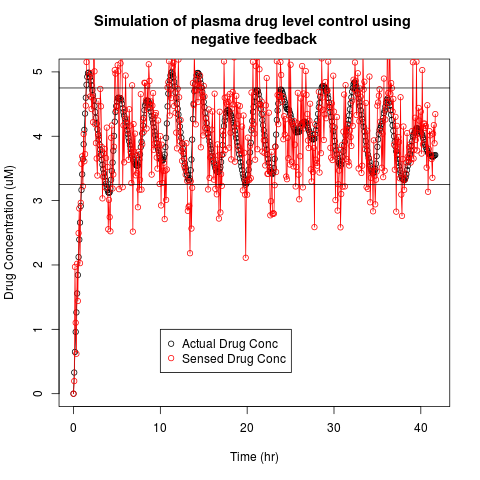 Simulation of plasma drug level control using
negative feedback
Drug Concentration (uM)
5
4
3
2
1
0
Actual Drug Conc
Sensed Drug Conc
0 10 20 30 40
Time (hr)